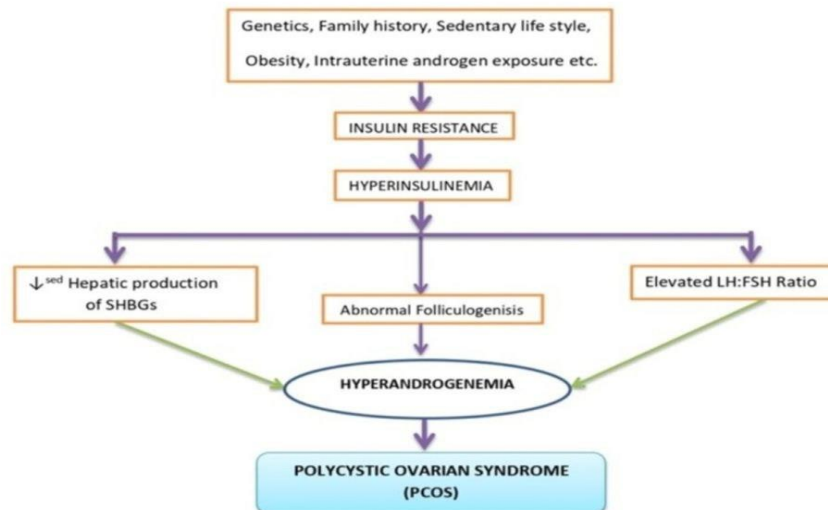 Genetics, Family history, Sedentary life style,
Obesity, Intrauterine androgen exposure etc.
INSULIN RESISTANCE
HYPERINSULINEMIA
↓sed Hepatic production
of SHBGs
Abnormal Folliculogenisis
Elevated LH:FSH Ratio
HYPERANDROGENEMIA
POLYCYSTIC OVARIAN SYNDROME
(PCOS)